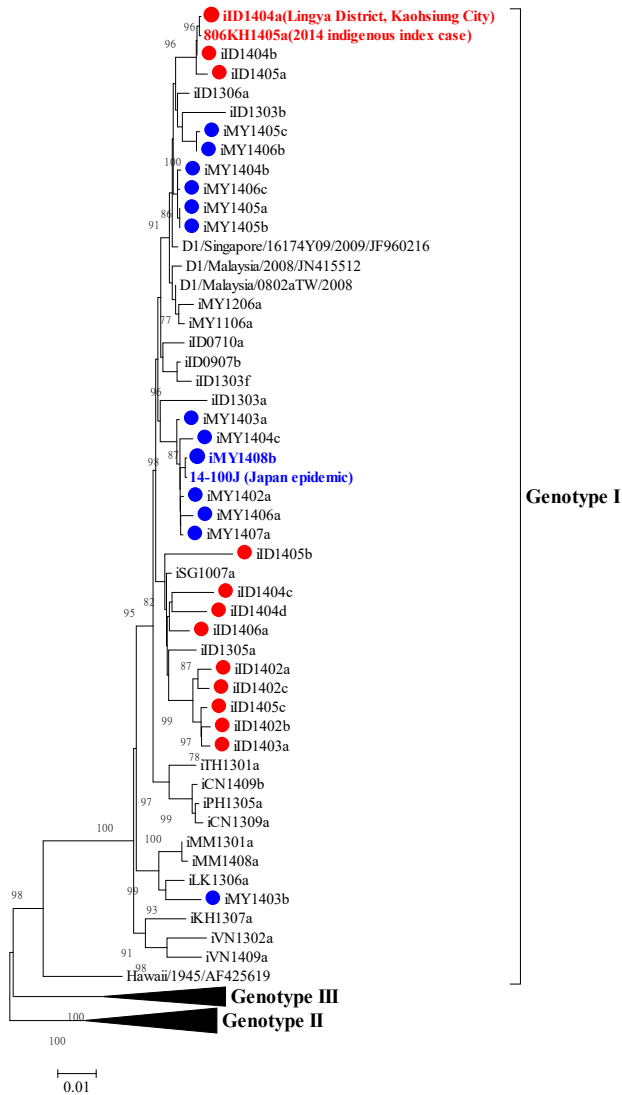 96
iID1404a(Lingya District, Kaohsiung City)
806KH1405a(2014 indigenous index case)
96
iID1404b
iID1405a
iID1306a
iID1303b
iMY1405c
iMY1406b
100
iMY1404b
iMY1406c
iMY1405a
86
iMY1405b
91
D1/Singapore/16174Y09/2009/JF960216
D1/Malaysia/2008/JN415512
D1/Malaysia/0802aTW/2008
iMY1206a
77
iMY1106a
iID0710a
iID0907b
iID1303f
96
iID1303a
iMY1403a
iMY1404c
87
iMY1408b
98
14-100J (Japan epidemic)
iMY1402a
Genotype I
iMY1406a
iMY1407a
iID1405b
iSG1007a
iID1404c
82
95
iID1404d
iID1406a
iID1305a
87
iID1402a
iID1402c
iID1405c
99
iID1402b
97
iID1403a
78
iTH1301a
iCN1409b
97
iPH1305a
99
iCN1309a
100
100
iMM1301a
iMM1408a
iLK1306a
99
98
iMY1403b
93
iKH1307a
iVN1302a
91
iVN1409a
98
Hawaii/1945/AF425619
Genotype III
100
Genotype II
100
0.01